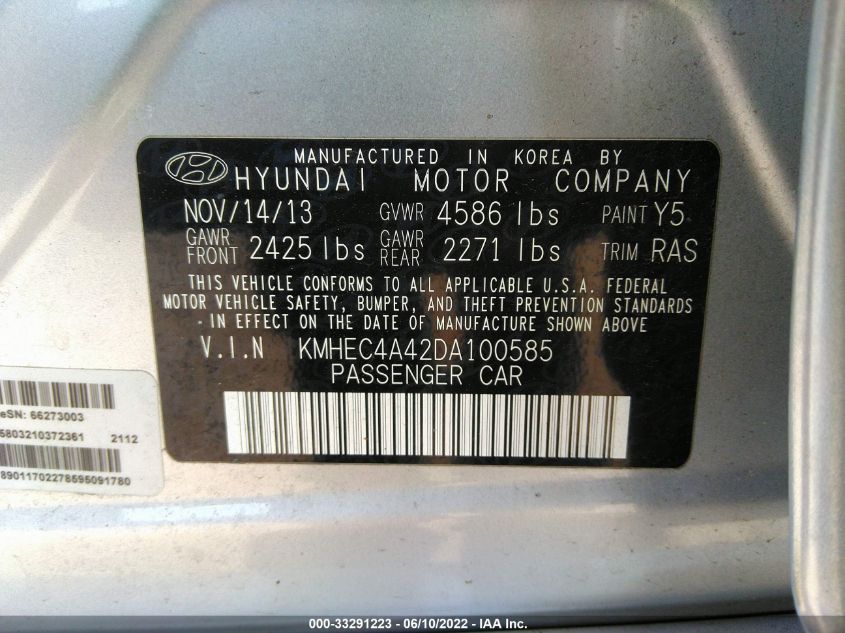 MANUFACTURED IN KOREA BY
HYUNDAI MOTOR COMPANY
NOV/14/13 GVWR 4586 lbs PAINT Y5
GAWR FRONT 2425 lbs GAWR REAR 2271 lbs TRIM RAS
THIS VEHICLE CONFORMS TO ALL APPLICABLE U.S.A. FEDERAL
MOTOR VEHICLE SAFETY, BUMPER, AND THEFT PREVENTION STANDARDS
IN EFFECT ON THE DATE OF MANUFACTURE SHOWN ABOVE
V.I.N KMHEC4A42DA100585
PASSENGER CAR
eSN: 66273003
5803210372361 2112
89011702278595091780
000-33291223 - 06/10/2022 - IAA Inc.